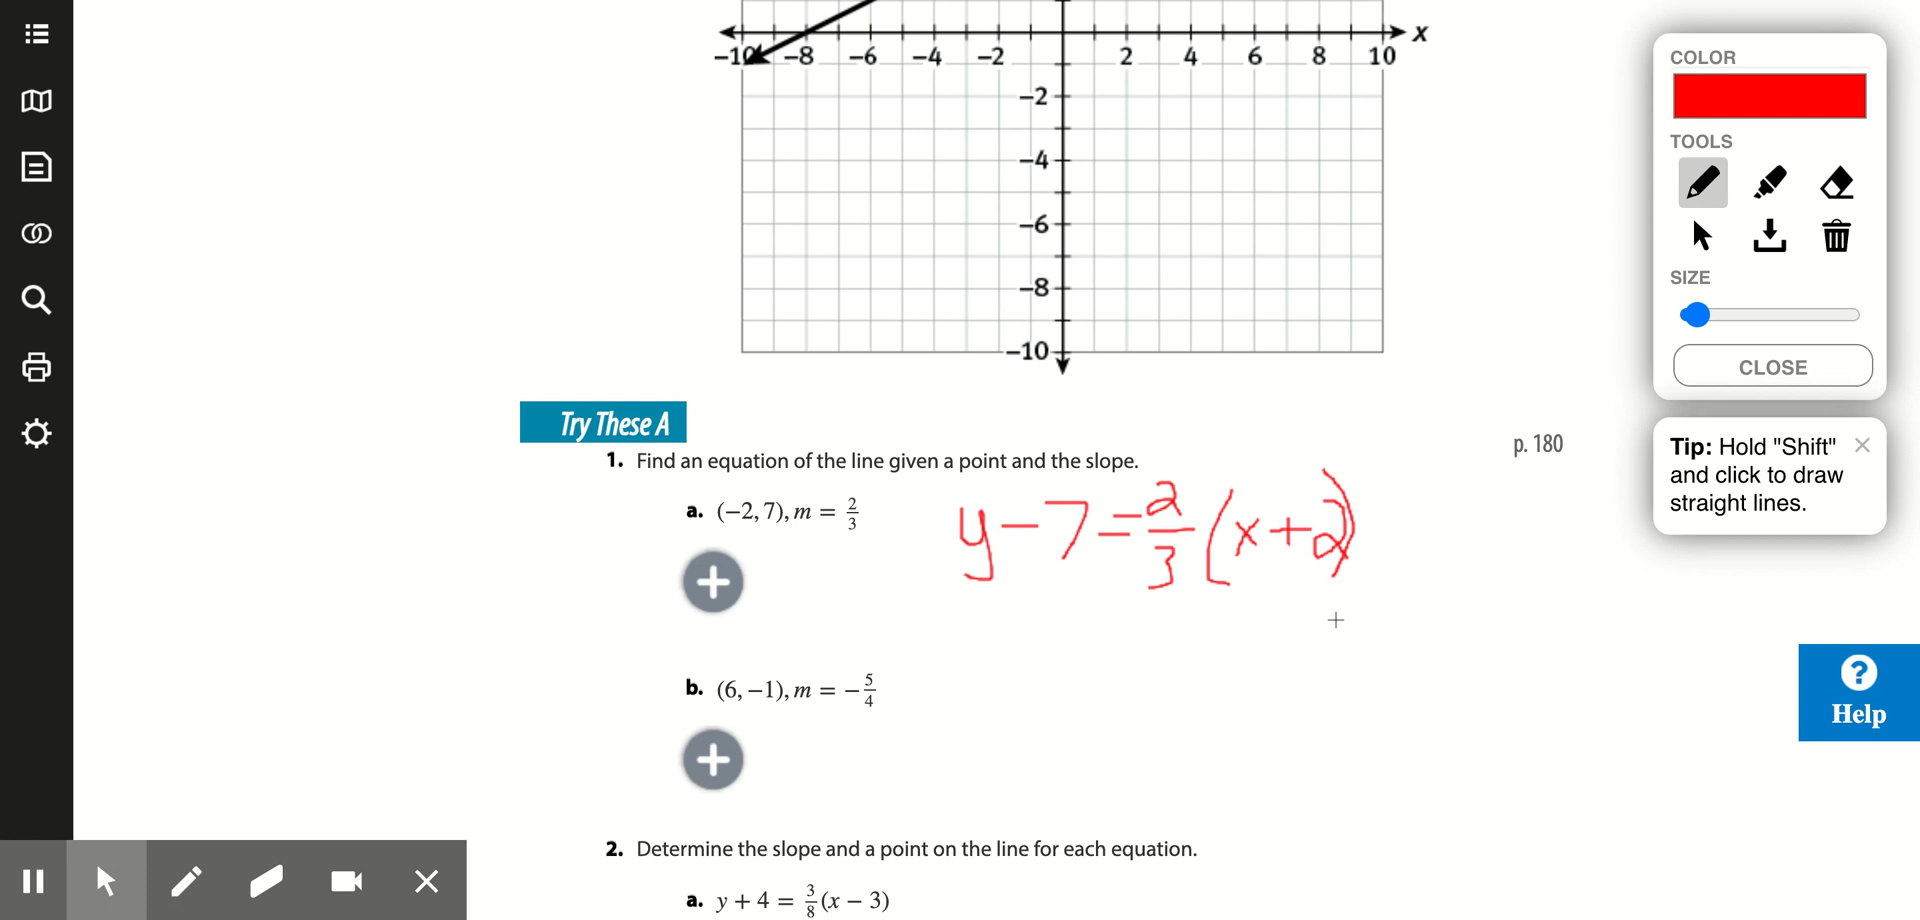 x
−10 −8 −6 −4 −2 2 4 6 8 10
−2
−4
−6
−8
−10
Try These A
p. 180
1. Find an equation of the line given a point and the slope.
a. (−2, 7), m = 2/3
y − 7 = 2/3 (x + 2)
b. (6, −1), m = −5/4
2. Determine the slope and a point on the line for each equation.
a. y + 4 = 3/8 (x − 3)
COLOR
TOOLS
SIZE
CLOSE
Tip: Hold "Shift"
and click to draw
straight lines.
?
Help